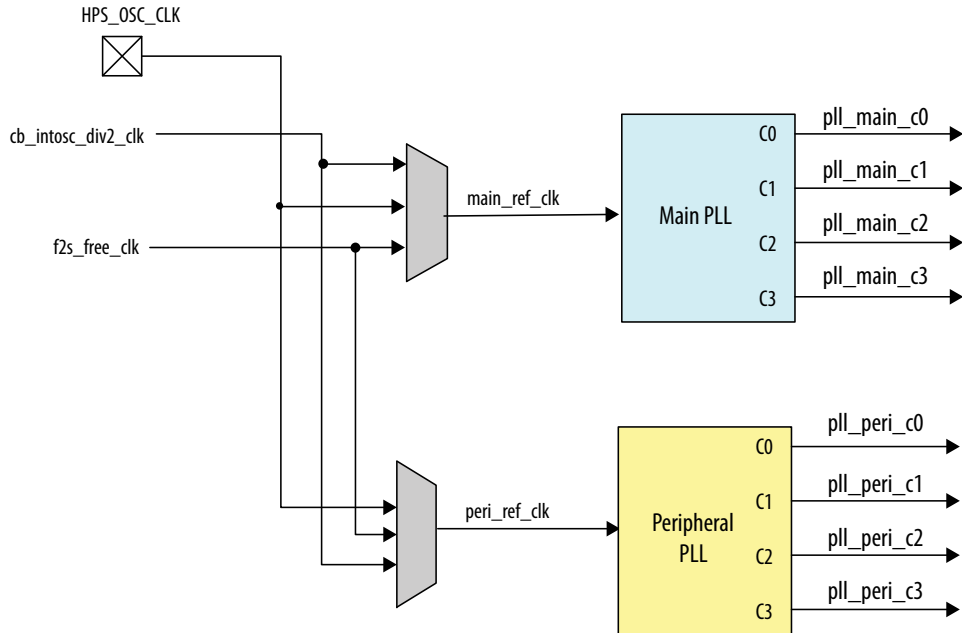 HPS_OSC_CLK
cb_intosc_div2_clk
f2s_free_clk
main_ref_clk
Main PLL
C0
C1
C2
C3
pll_main_c0
pll_main_c1
pll_main_c2
pll_main_c3
peri_ref_clk
Peripheral
PLL
C0
C1
C2
C3
pll_peri_c0
pll_peri_c1
pll_peri_c2
pll_peri_c3